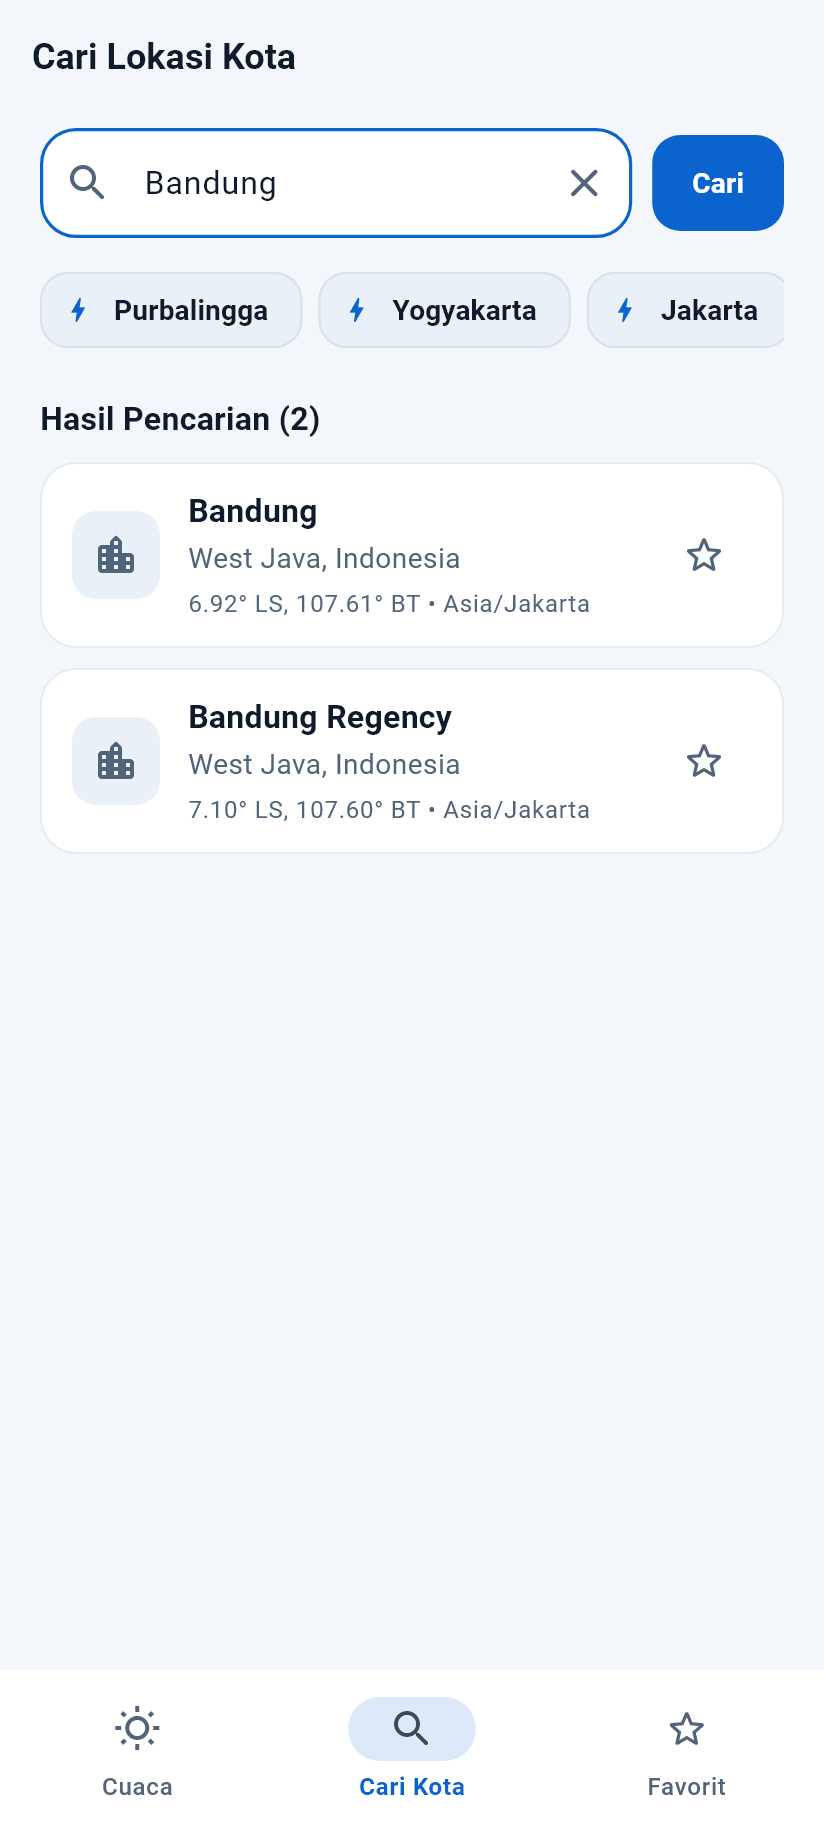 Cari Lokasi Kota
Bandung
Cari
Purbalingga
Yogyakarta
Jakarta
Hasil Pencarian (2)
Bandung
West Java, Indonesia
6.92° LS, 107.61° BT • Asia/Jakarta
Bandung Regency
West Java, Indonesia
7.10° LS, 107.60° BT • Asia/Jakarta
Cuaca
Cari Kota
Favorit